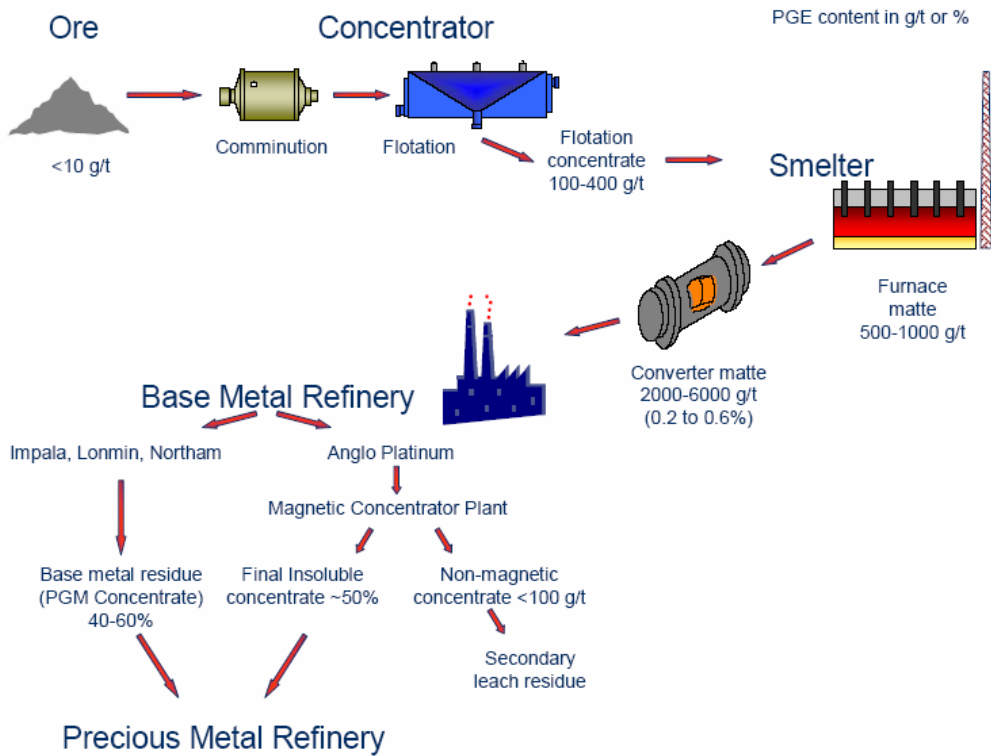 Ore
Concentrator
PGE content in g/t or %
<10 g/t
Comminution
Flotation
Flotation
concentrate
100-400 g/t
Smelter
Furnace
matte
500-1000 g/t
Converter matte
2000-6000 g/t
(0.2 to 0.6%)
Base Metal Refinery
Impala, Lonmin, Northam
Anglo Platinum
Magnetic Concentrator Plant
Base metal residue
(PGM Concentrate)
40-60%
Final Insoluble
concentrate ~50%
Non-magnetic
concentrate <100 g/t
Secondary
leach residue
Precious Metal Refinery